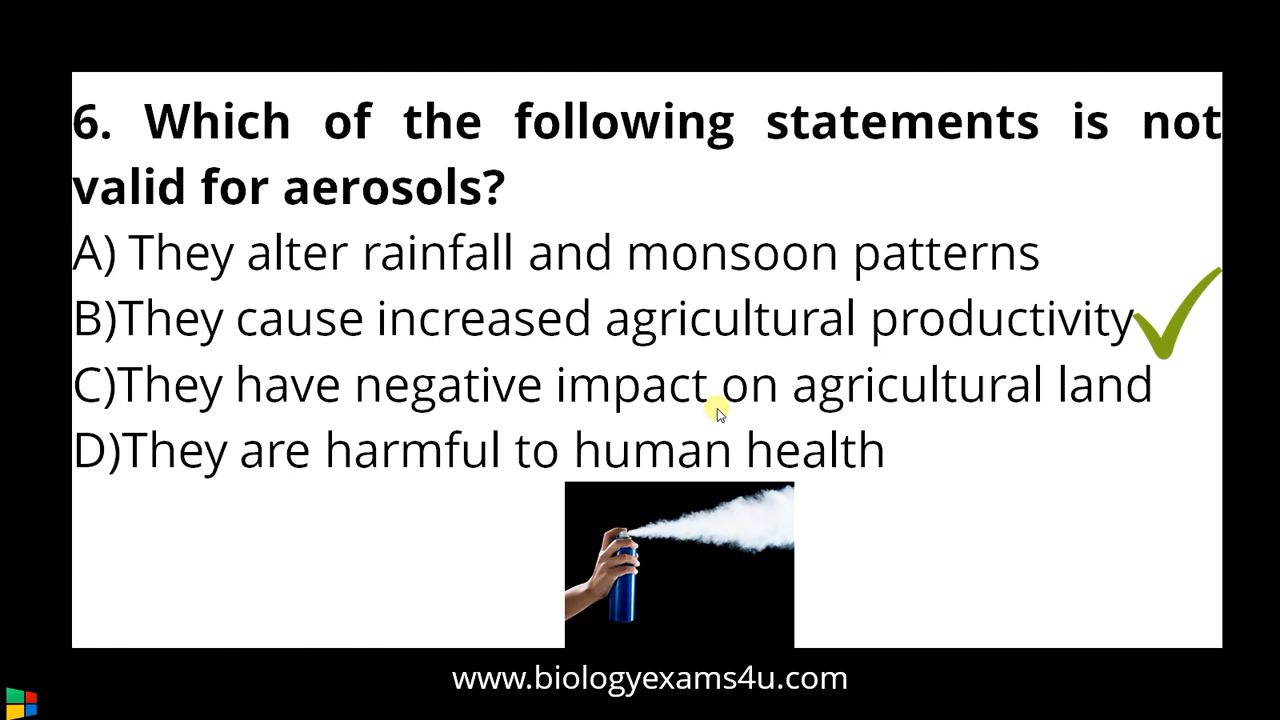 6. Which of the following statements is not
valid for aerosols?
A) They alter rainfall and monsoon patterns
B)They cause increased agricultural productivity
C)They have negative impact on agricultural land
D)They are harmful to human health
www.biologyexams4u.com